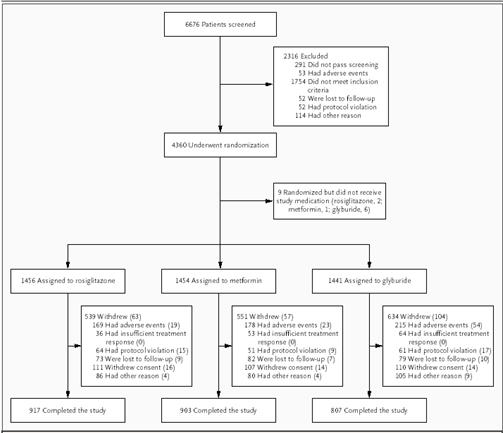 6676 Patients screened
2316 Excluded
291 Did not pass screening
53 Had adverse events
1754 Did not meet inclusion
criteria
52 Were lost to follow-up
52 Had protocol violation
114 Had other reason
4360 Underwent randomization
9 Randomized but did not receive
study medication (rosiglitazone, 2;
metformin, 1; glyburide, 6)
1456 Assigned to rosiglitazone
1454 Assigned to metformin
1441 Assigned to glyburide
539 Withdrew (63)
169 Had adverse events (19)
36 Had insufficient treatment
response (0)
64 Had protocol violation (15)
73 Were lost to follow-up (9)
111 Withdrew consent (16)
86 Had other reason (4)
551 Withdrew (57)
178 Had adverse events (23)
53 Had insufficient treatment
response (0)
51 Had protocol violation (9)
82 Were lost to follow-up (7)
107 Withdrew consent (14)
80 Had other reason (4)
634 Withdrew (104)
215 Had adverse events (54)
64 Had insufficient treatment
response (0)
61 Had protocol violation (17)
79 Were lost to follow-up (10)
110 Withdrew consent (14)
105 Had other reason (9)
917 Completed the study
903 Completed the study
807 Completed the study